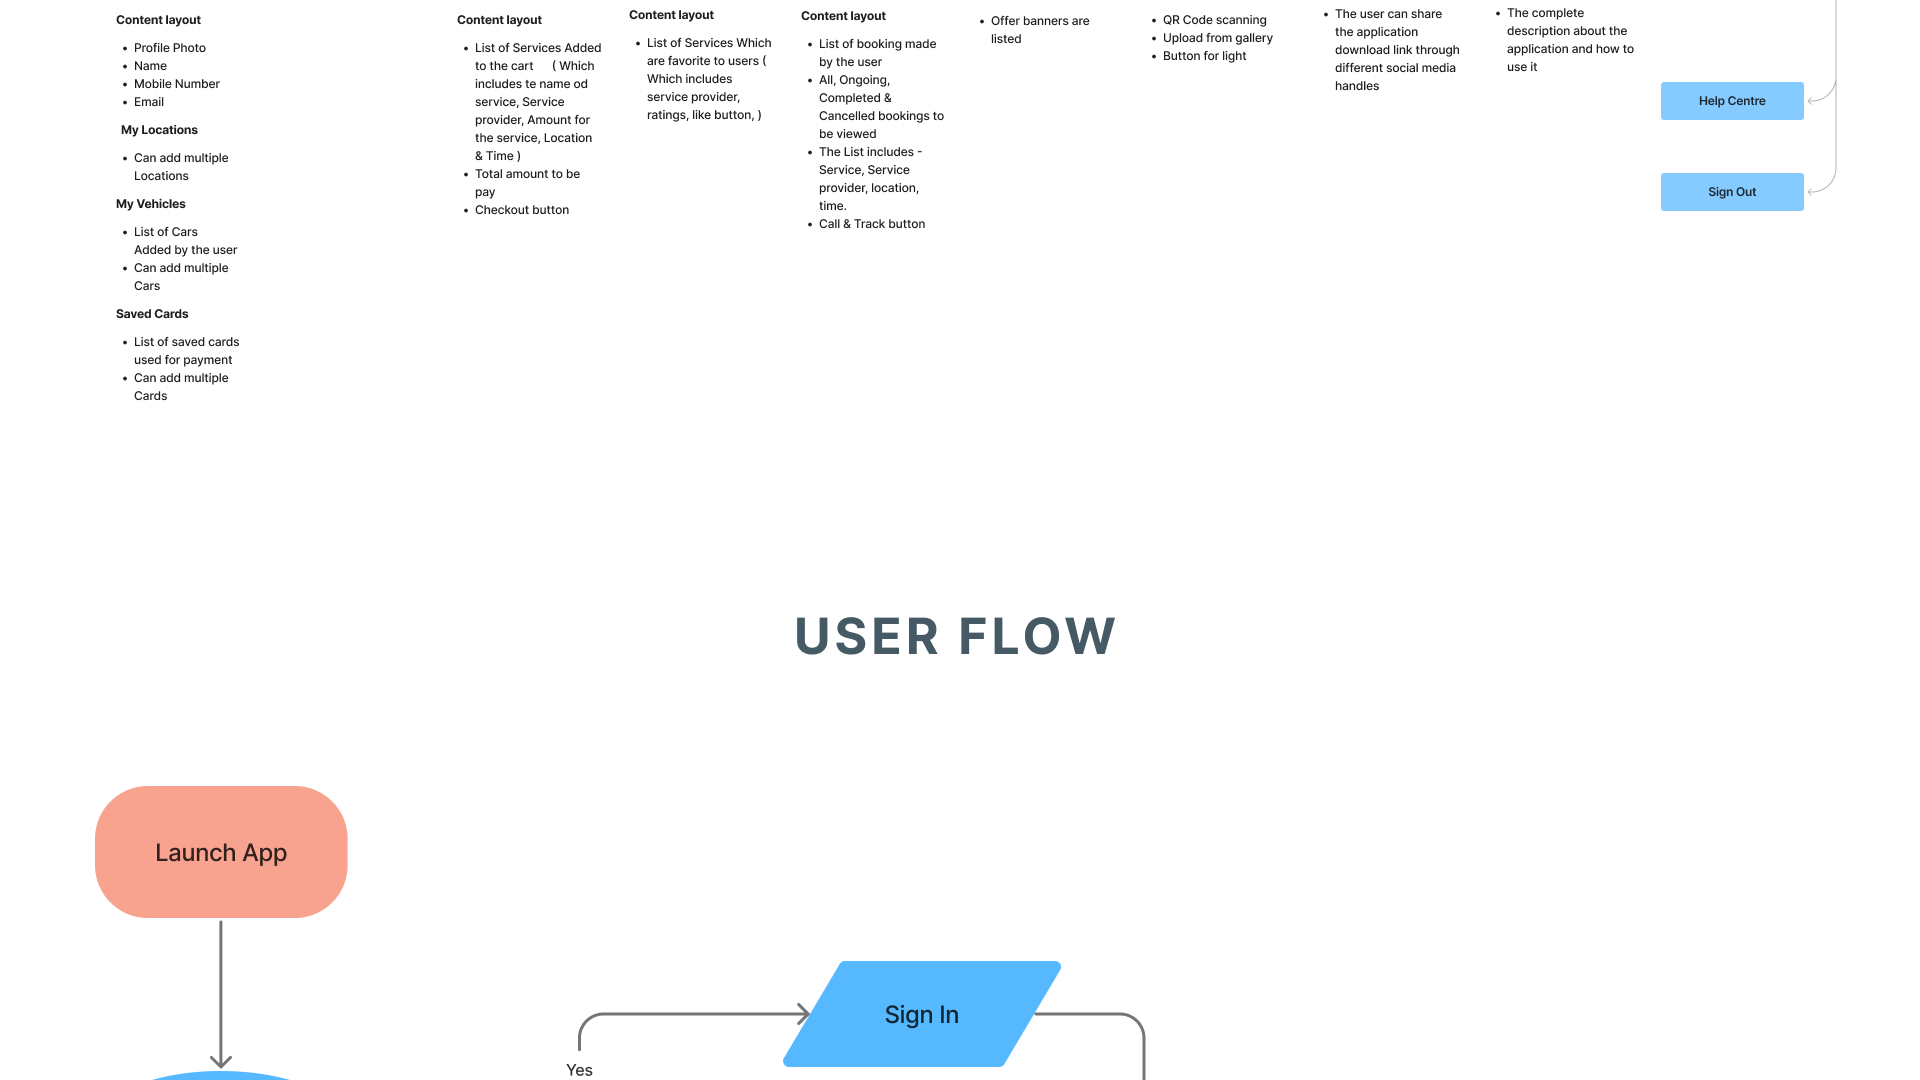 Content layout
• Profile Photo
• Name
• Mobile Number
• Email
My Locations
• Can add multiple
Locations
My Vehicles
• List of Cars
Added by the user
• Can add multiple
Cars
Saved Cards
• List of saved cards
used for payment
• Can add multiple
Cards
Content layout
• List of Services Added
to the cart ( Which
includes te name od
service, Service
provider, Amount for
the service, Location
& Time )
• Total amount to be
pay
• Checkout button
Content layout
• List of Services Which
are favorite to users (
Which includes
service provider,
ratings, like button, )
Content layout
• List of booking made
by the user
• All, Ongoing,
Completed &
Cancelled bookings to
be viewed
• The List includes -
Service, Service
provider, location,
time.
• Call & Track button
• Offer banners are
listed
• QR Code scanning
• Upload from gallery
• Button for light
• The user can share
the application
download link through
different social media
handles
• The complete
description about the
application and how to
use it
Help Centre
Sign Out
USER FLOW
Launch App
Sign In
Yes